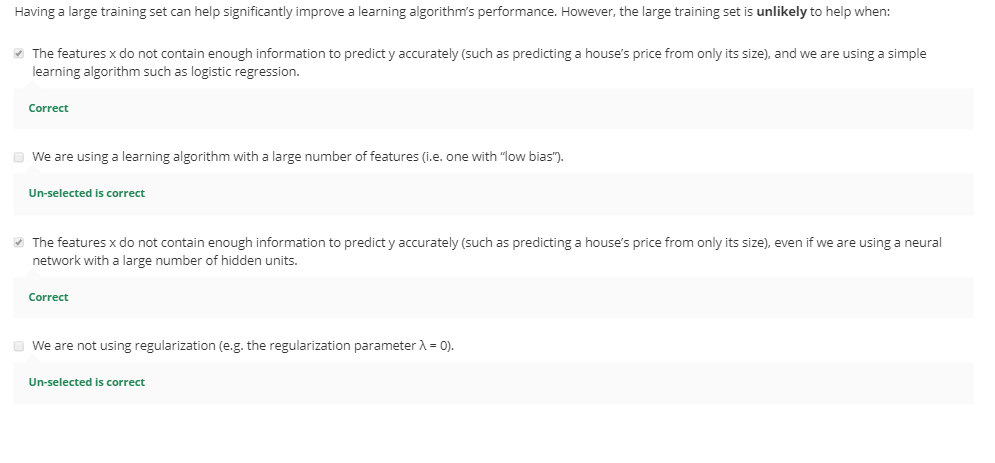 Having a large training set can help significantly improve a learning algorithm's performance. However, the large training set is unlikely to help when:
The features x do not contain enough information to predict y accurately (such as predicting a house's price from only its size), and we are using a simple
learning algorithm such as logistic regression.
Correct
We are using a learning algorithm with a large number of features (i.e. one with "low bias").
Un-selected is correct
The features x do not contain enough information to predict y accurately (such as predicting a house's price from only its size), even if we are using a neural
network with a large number of hidden units.
Correct
We are not using regularization (e.g. the regularization parameter λ = 0).
Un-selected is correct